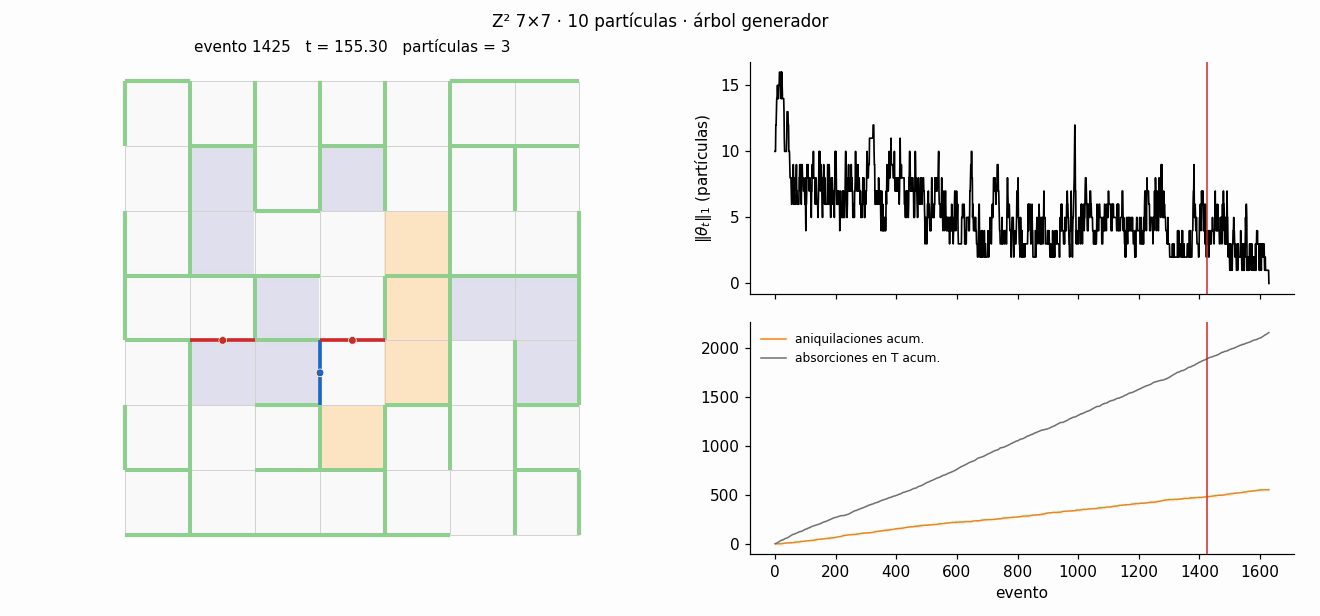 Z² 7×7 · 10 partículas · árbol generador
evento 1425   t = 155.30   partículas = 3
‖θₜ‖₁ (partículas)
15
10
5
0
aniquilaciones acum.
absorciones en T acum.
2000
1500
1000
500
0
0 200 400 600 800 1000 1200 1400 1600
evento